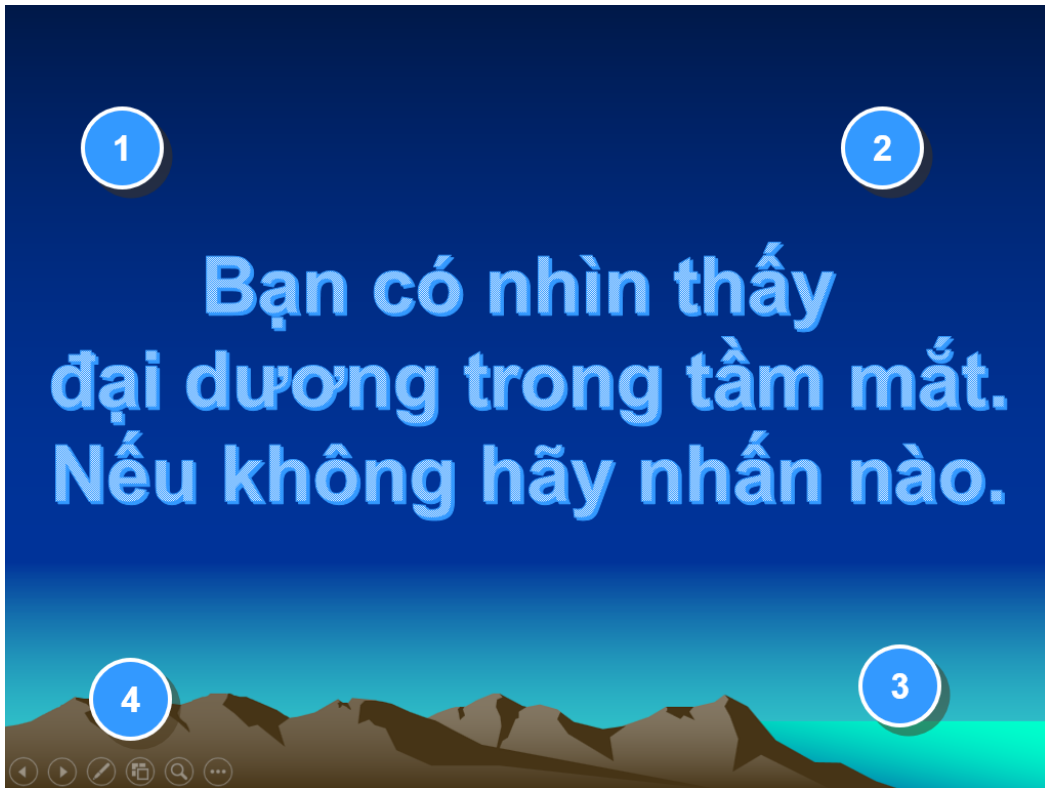 1
2
Bạn có nhìn thấy
đại dương trong tầm mắt.
Nếu không hãy nhấn nào.
4
3